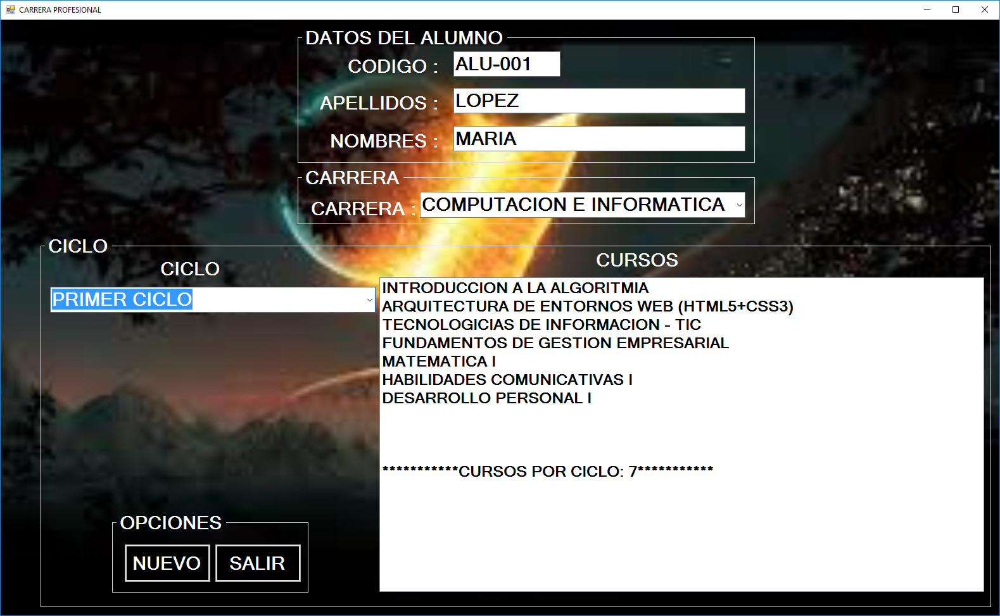 CARRERA PROFESIONAL
DATOS DEL ALUMNO
CODIGO : ALU-001
APELLIDOS : LOPEZ
NOMBRES : MARIA
CARRERA
CARRERA : COMPUTACION E INFORMATICA
CICLO
CICLO
PRIMER CICLO
CURSOS
INTRODUCCION A LA ALGORITMIA
ARQUITECTURA DE ENTORNOS WEB (HTML5+CSS3)
TECNOLOGICIAS DE INFORMACION - TIC
FUNDAMENTOS DE GESTION EMPRESARIAL
MATEMATICA I
HABILIDADES COMUNICATIVAS I
DESARROLLO PERSONAL I
***********CURSOS POR CICLO: 7***********
OPCIONES
NUEVO SALIR